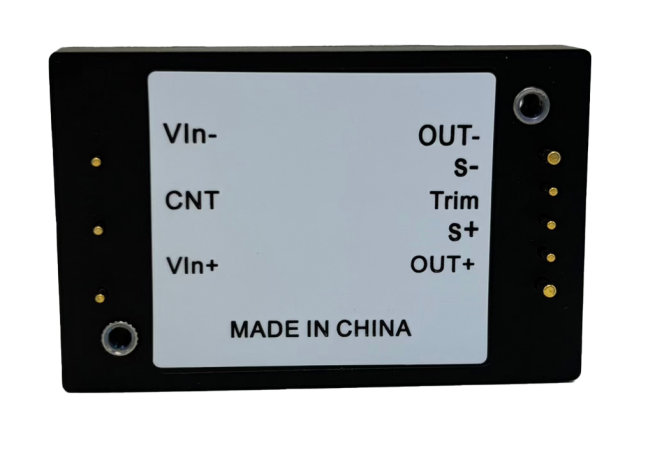 VIn- OUT-
S-
CNT Trim
S+
VIn+ OUT+
MADE IN CHINA